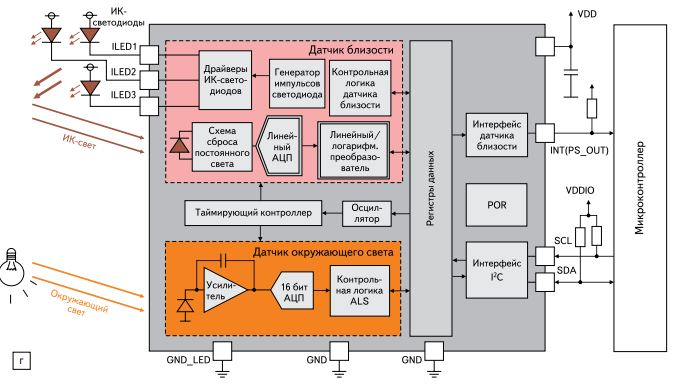 ИК-
светодиоды
ILED1
ILED2
ILED3
VDD
Датчик близости
Драйверы
ИК-свето-
диодов
Генератор
импульсов
светодиода
Контрольная
логика
датчика
близости
ИК-свет
Схема
сброса
постоянного
света
Линей-
ный
АЦП
Линейный/
логарифм.
преобразо-
ватель
Регистры данных
Интерфейс
датчика
близости
INT(PS_OUT)
Микроконтроллер
Таймирующий контроллер
Осцил-
лятор
POR
VDDIO
Датчик окружающего света
Усили-
тель
16 бит
АЦП
Контроль-
ная логика
ALS
Интерфейс
I²C
SCL
SDA
Окружающий
свет
г
GND_LED
GND
GND